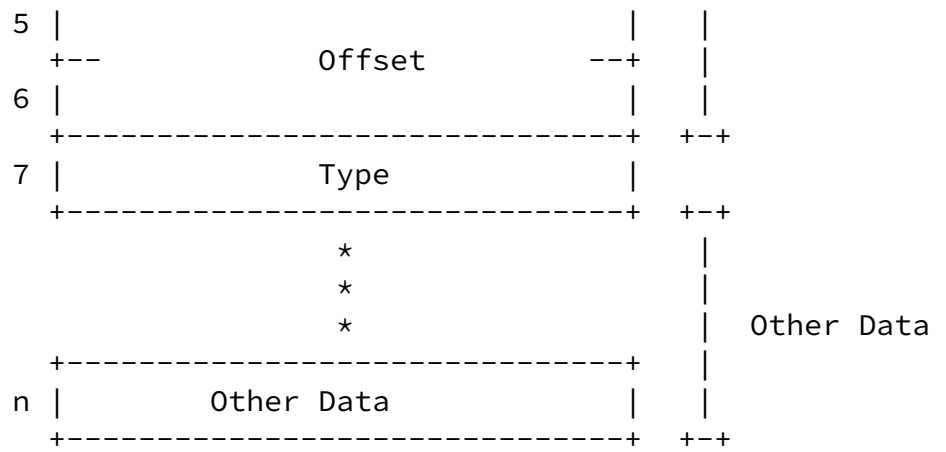 5 |                               |   |
  +--            Offset         --+   |
6 |                               |   |
  +-------------------------------+  +-+
7 |              Type             |
  +-------------------------------+  +-+
                *                     |
                *                     |
                *                     |  Other Data
  +-------------------------------+   |
n |        Other Data             |   |
  +-------------------------------+  +-+